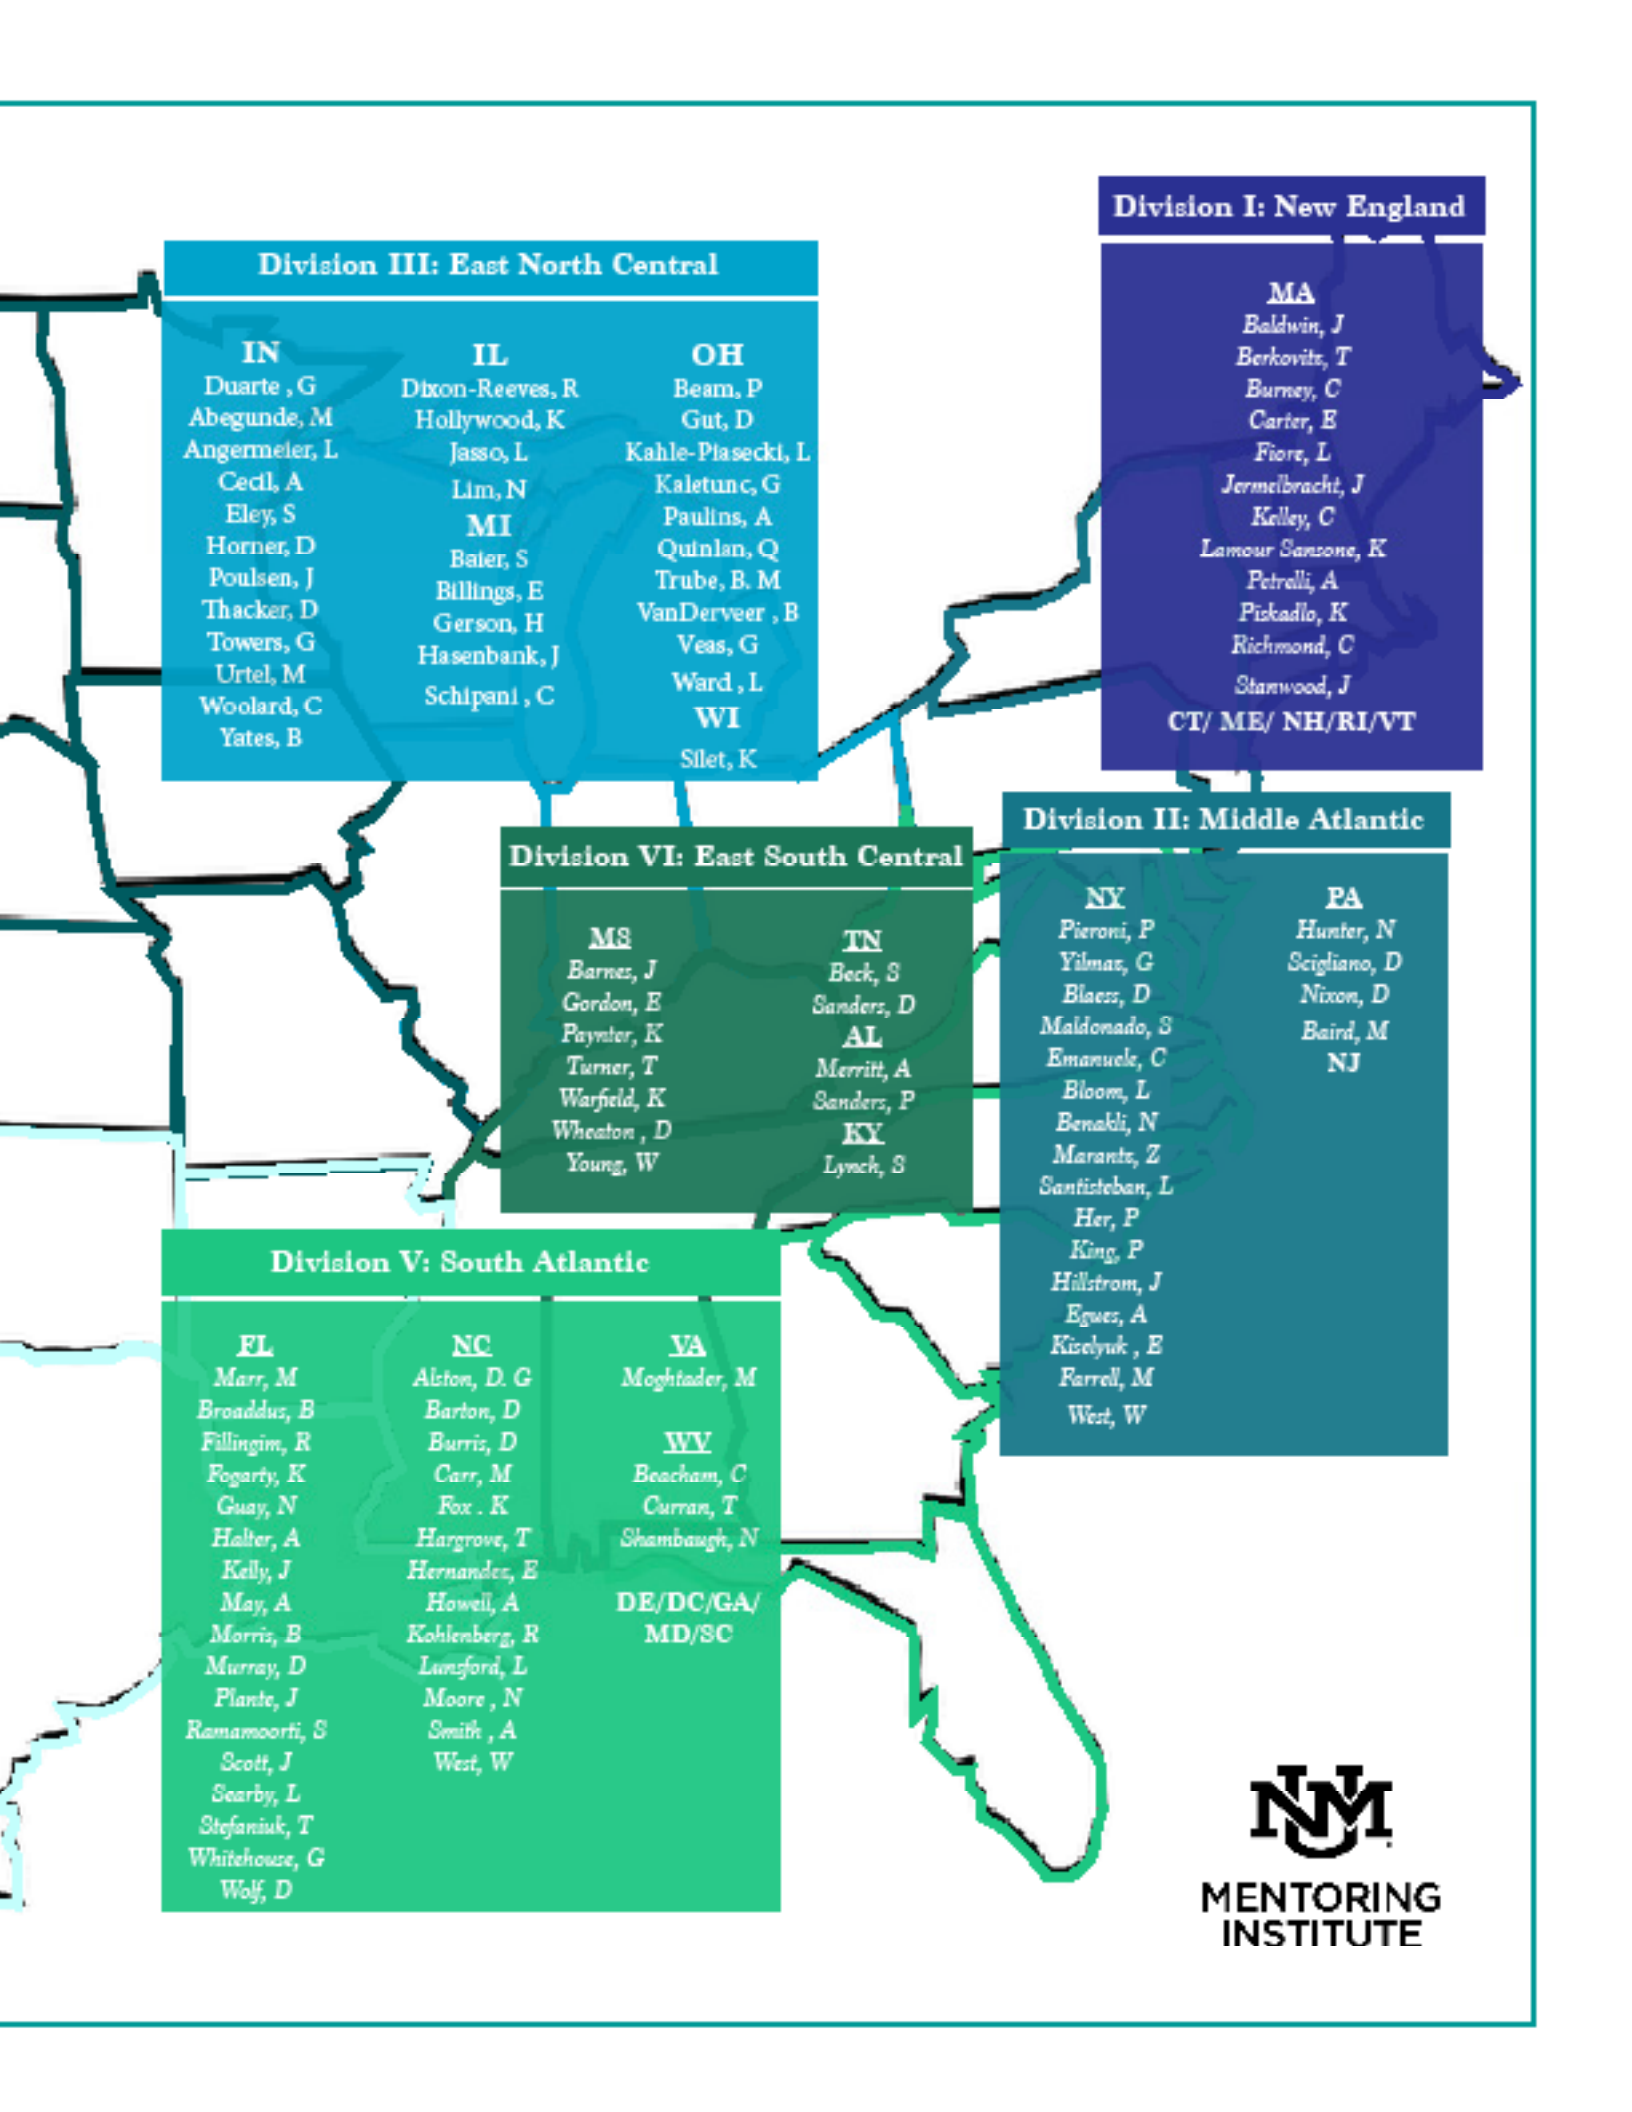 Division I: New England
MA
Baldwin, J
Berkovits, T
Burney, C
Carter, E
Fiore, L
Jermelbracht, J
Kelley, C
Lamour Sansone, K
Petrelli, A
Piskadlo, K
Richmond, C
Stanwood, J
CT/ ME/ NH/RI/VT
Division III: East North Central
IN
Duarte , G
Abegunde, M
Angermeier, L
Cecil, A
Eley, S
Horner, D
Poulsen, J
Thacker, D
Towers, G
Urtel, M
Woolard, C
Yates, B
IL
Dixon-Reeves, R
Hollywood, K
Jasso, L
Lim, N
MI
Baier, S
Billings, E
Gerson, H
Hasenbank, J
Schipani , C
OH
Beam, P
Gut, D
Kahle-Piasecki, L
Kaletunc, G
Paulins, A
Quinlan, Q
Trube, B. M
VanDerveer , B
Veas, G
Ward , L
WI
Silet, K
Division II: Middle Atlantic
NY
Pieroni, P
Yilmaz, G
Blaess, D
Maldonado, S
Emanuele, C
Bloom, L
Benakli, N
Marantz, Z
Santisteban, L
Her, P
King, P
Hillstrom, J
Egues, A
Kiselyuk , E
Farrell, M
West, W
PA
Hunter, N
Scigliano, D
Nixon, D
Baird, M
NJ
Division VI: East South Central
MS
Barnes, J
Gordon, E
Paynter, K
Turner, T
Warfield, K
Wheaton , D
Young, W
TN
Beck, S
Sanders, D
AL
Merritt, A
Sanders, P
KY
Lynch, S
Division V: South Atlantic
FL
Marr, M
Broaddus, B
Fillingim, R
Fogarty, K
Guay, N
Halter, A
Kelly, J
May, A
Morris, B
Murray, D
Plante, J
Ramamoorti, S
Scott, J
Searby, L
Stefaniuk, T
Whitehouse, G
Wolf, D
NC
Alston, D. G
Barton, D
Burris, D
Carr, M
Fox . K
Hargrove, T
Hernandez, E
Howell, A
Kohlenberg, R
Lunsford, L
Moore , N
Smith , A
West, W
VA
Moghtader, M
WV
Beacham, C
Curran, T
Shambaugh, N
DE/DC/GA/
MD/SC
NM
MENTORING
INSTITUTE